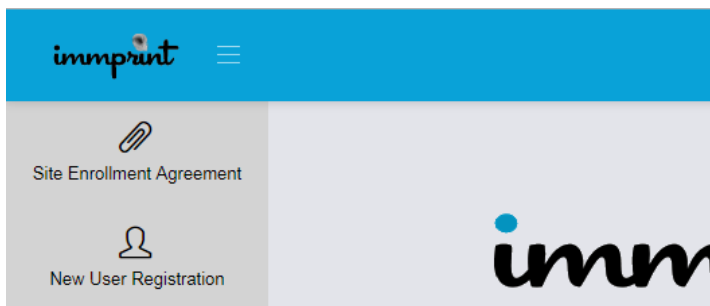 immprint
Site Enrollment Agreement
New User Registration
imm